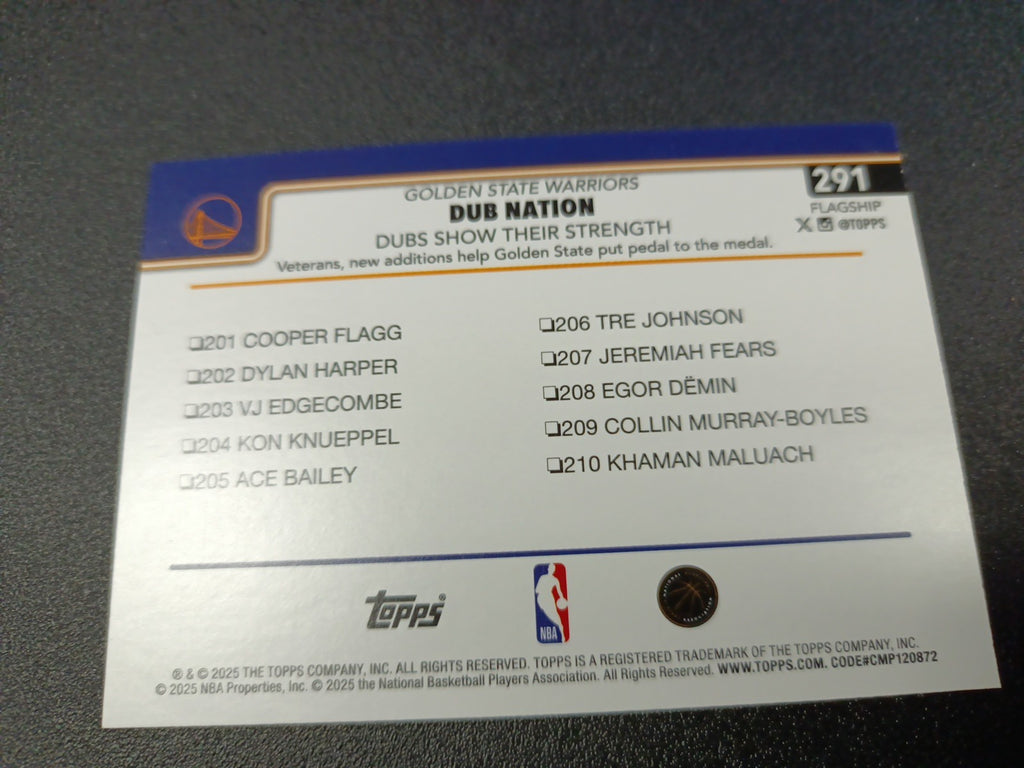 GOLDEN STATE WARRIORS
DUB NATION
DUBS SHOW THEIR STRENGTH
Veterans, new additions help Golden State put pedal to the medal.
291
FLAGSHIP
@TOPPS
❏201 COOPER FLAGG
❏202 DYLAN HARPER
❏203 VJ EDGECOMBE
❏204 KON KNUEPPEL
❏205 ACE BAILEY
❏206 TRE JOHNSON
❏207 JEREMIAH FEARS
❏208 EGOR DËMIN
❏209 COLLIN MURRAY-BOYLES
❏210 KHAMAN MALUACH
topps®
NBA
® & © 2025 THE TOPPS COMPANY, INC. ALL RIGHTS RESERVED. TOPPS IS A REGISTERED TRADEMARK OF THE TOPPS COMPANY, INC.
© 2025 NBA Properties, Inc. © 2025 the National Basketball Players Association. All Rights Reserved. WWW.TOPPS.COM. CODE#CMP120872